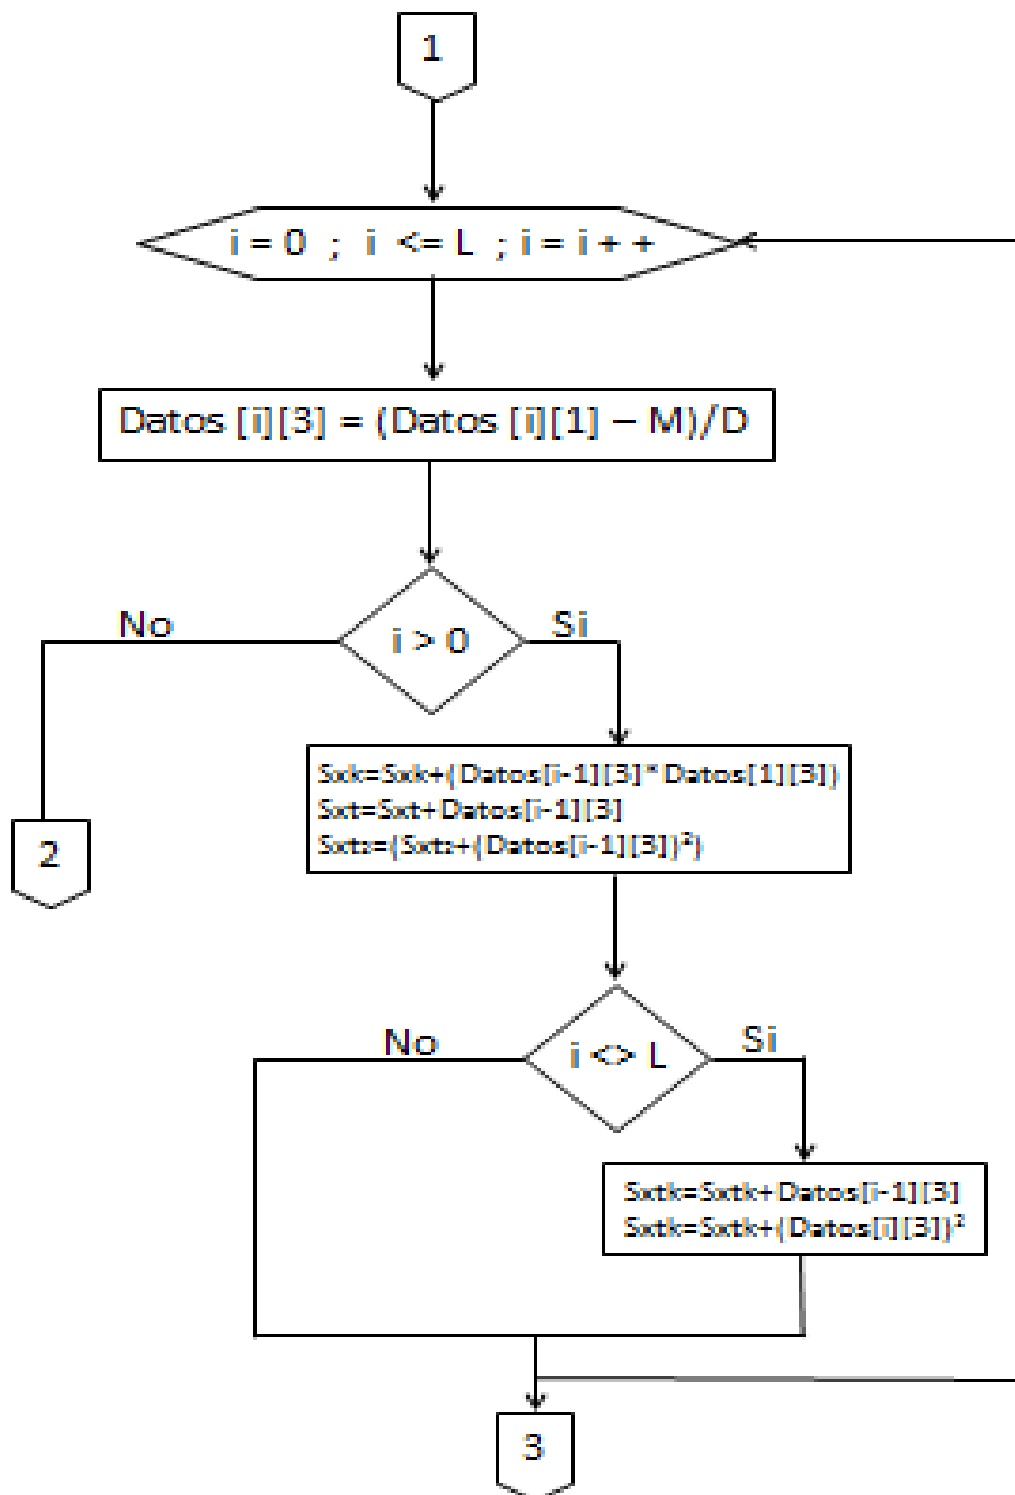 1
i = 0 ; i <= L ; i = i + +
Datos [i][3] = (Datos [i][1] – M)/D
No
Si
i > 0
Sxk=Sxk+(Datos[i-1][3]*Datos[1][3])
Sxt=Sxt+Datos[i-1][3]
Sxt2=(Sxt2+(Datos[i-1][3])²)
2
No
Si
i <> L
Sxtk=Sxtk+Datos[i-1][3]
Sxtk=Sxtk+(Datos[i][3])²
3